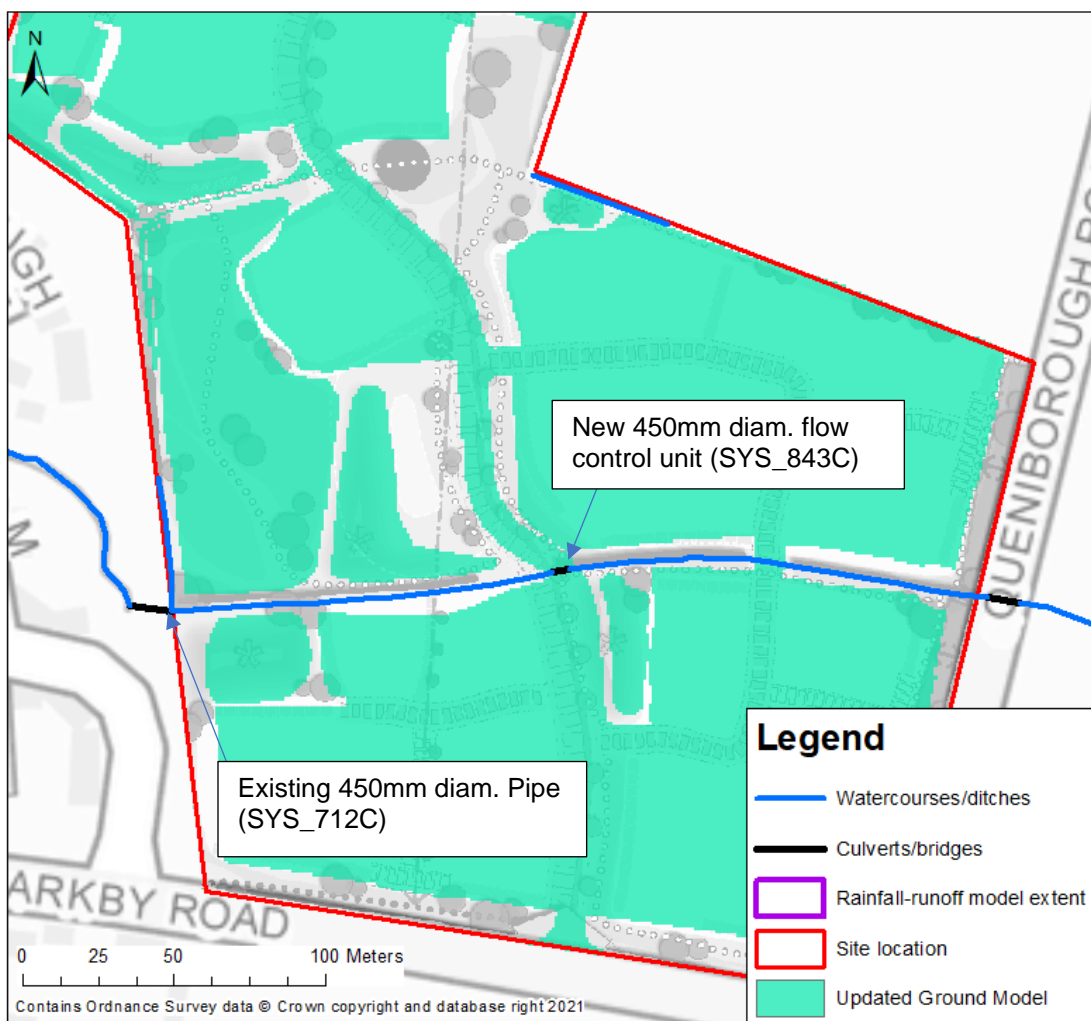 N
New 450mm diam. flow
control unit (SYS_843C)
QUENIBOROUGH RO
IGH
M
Existing 450mm diam. Pipe
(SYS_712C)
ARKBY ROAD
0 25 50 100 Meters
Contains Ordnance Survey data © Crown copyright and database right 2021
Legend
Watercourses/ditches
Culverts/bridges
Rainfall-runoff model extent
Site location
Updated Ground Model